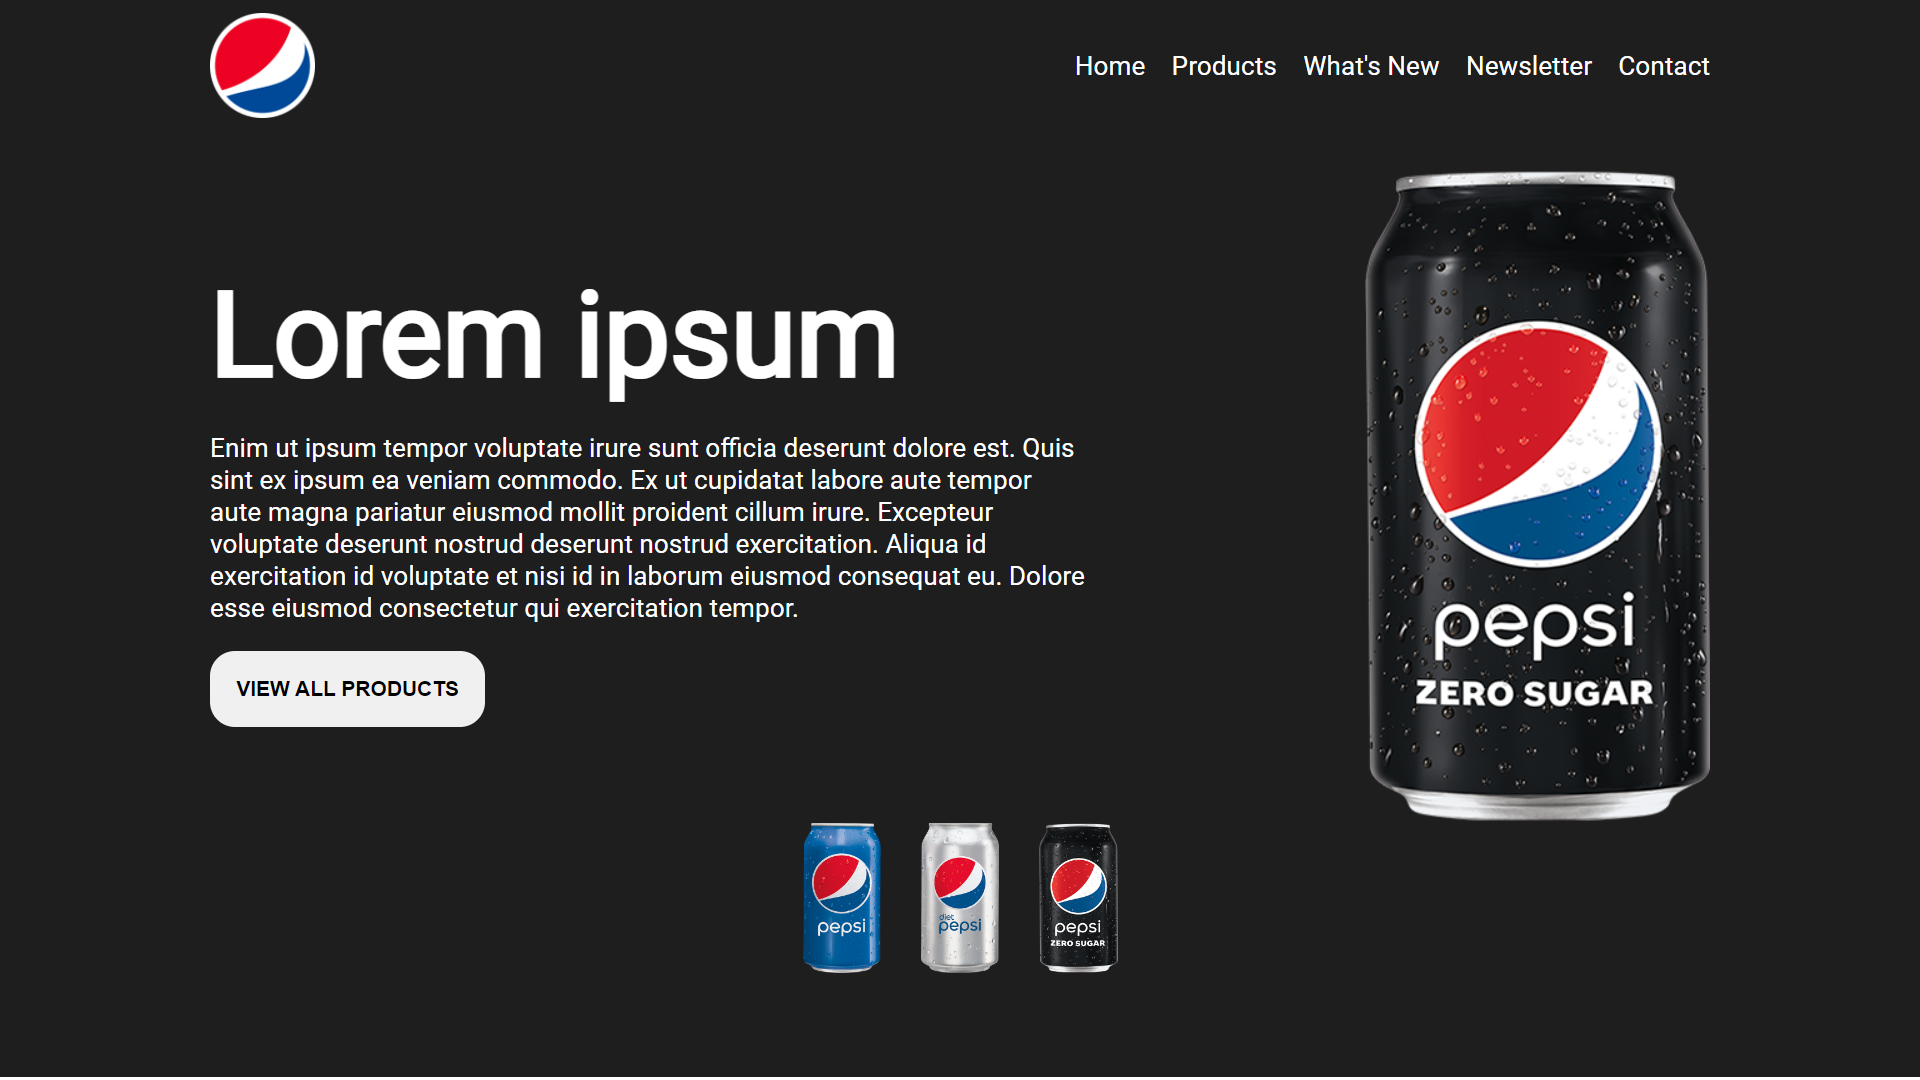 Home Products What's New Newsletter Contact
Lorem ipsum
Enim ut ipsum tempor voluptate irure sunt officia deserunt dolore est. Quis
sint ex ipsum ea veniam commodo. Ex ut cupidatat labore aute tempor
aute magna pariatur eiusmod mollit proident cillum irure. Excepteur
voluptate deserunt nostrud deserunt nostrud exercitation. Aliqua id
exercitation id voluptate et nisi id in laborum eiusmod consequat eu. Dolore
esse eiusmod consectetur qui exercitation tempor.
VIEW ALL PRODUCTS
pepsi
ZERO SUGAR
pepsi
diet
pepsi
pepsi
ZERO SUGAR